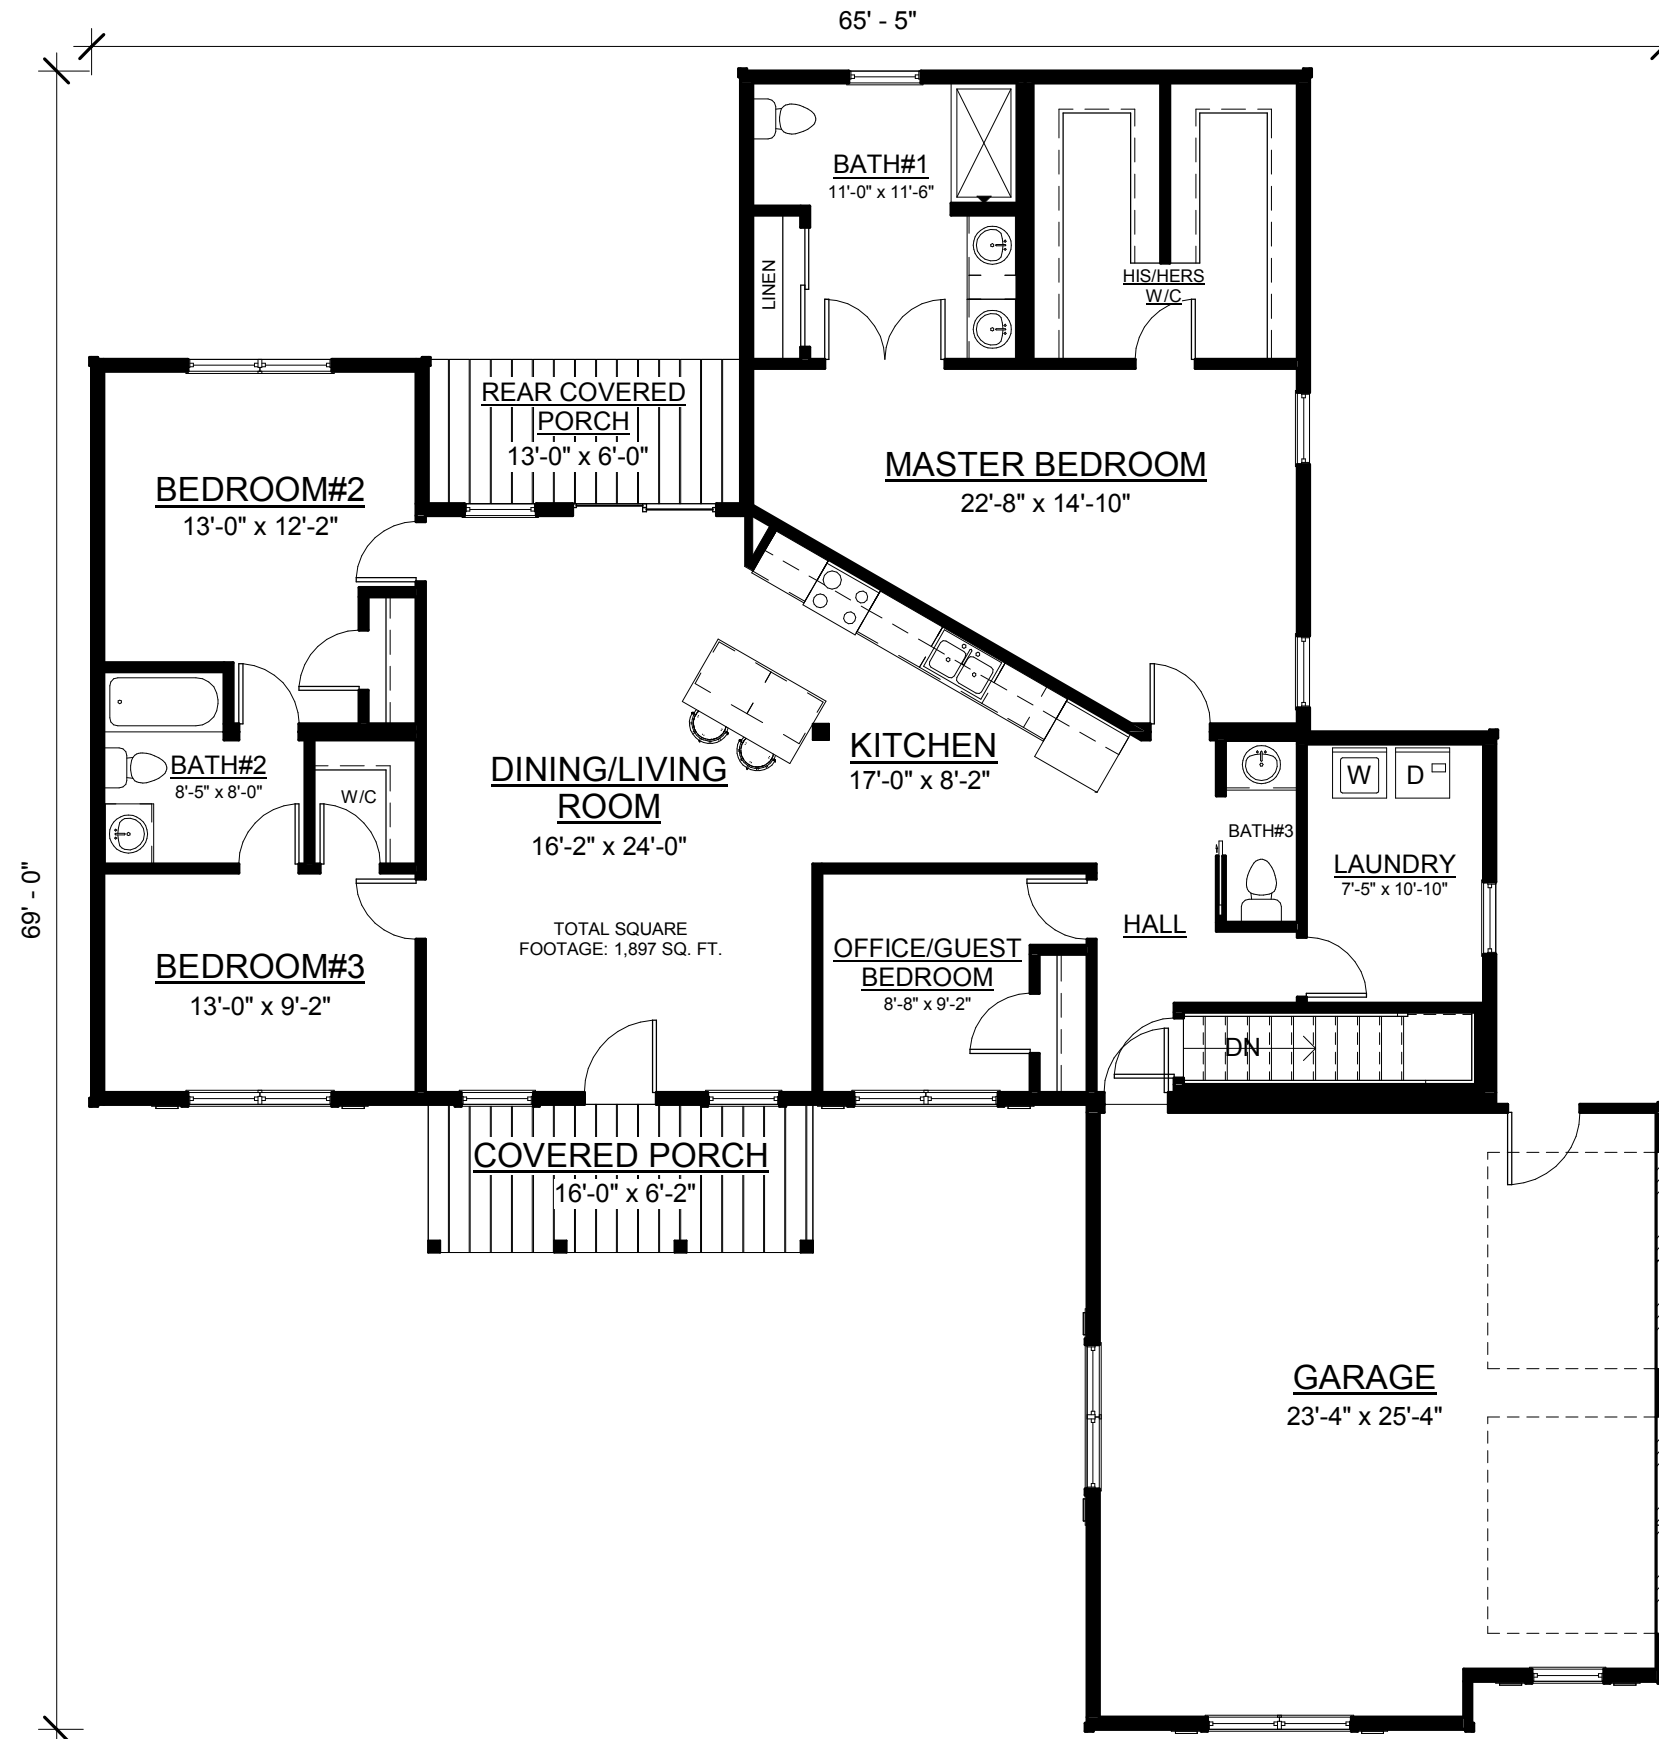 65' - 5"
BATH#1
11'-0" x 11'-6"
LINEN
HIS/HERS
W/C
REAR COVERED
PORCH
13'-0" x 6'-0"
MASTER BEDROOM
22'-8" x 14'-10"
BEDROOM#2
13'-0" x 12'-2"
KITCHEN
17'-0" x 8'-2"
DINING/LIVING
ROOM
16'-2" x 24'-0"
BATH#2
8'-5" x 8'-0"
W/C
W
D
BATH#3
LAUNDRY
7'-5" x 10'-10"
69' - 0"
TOTAL SQUARE
FOOTAGE: 1,897 SQ. FT.
HALL
OFFICE/GUEST
BEDROOM
8'-8" x 9'-2"
BEDROOM#3
13'-0" x 9'-2"
DN
COVERED PORCH
16'-0" x 6'-2"
GARAGE
23'-4" x 25'-4"